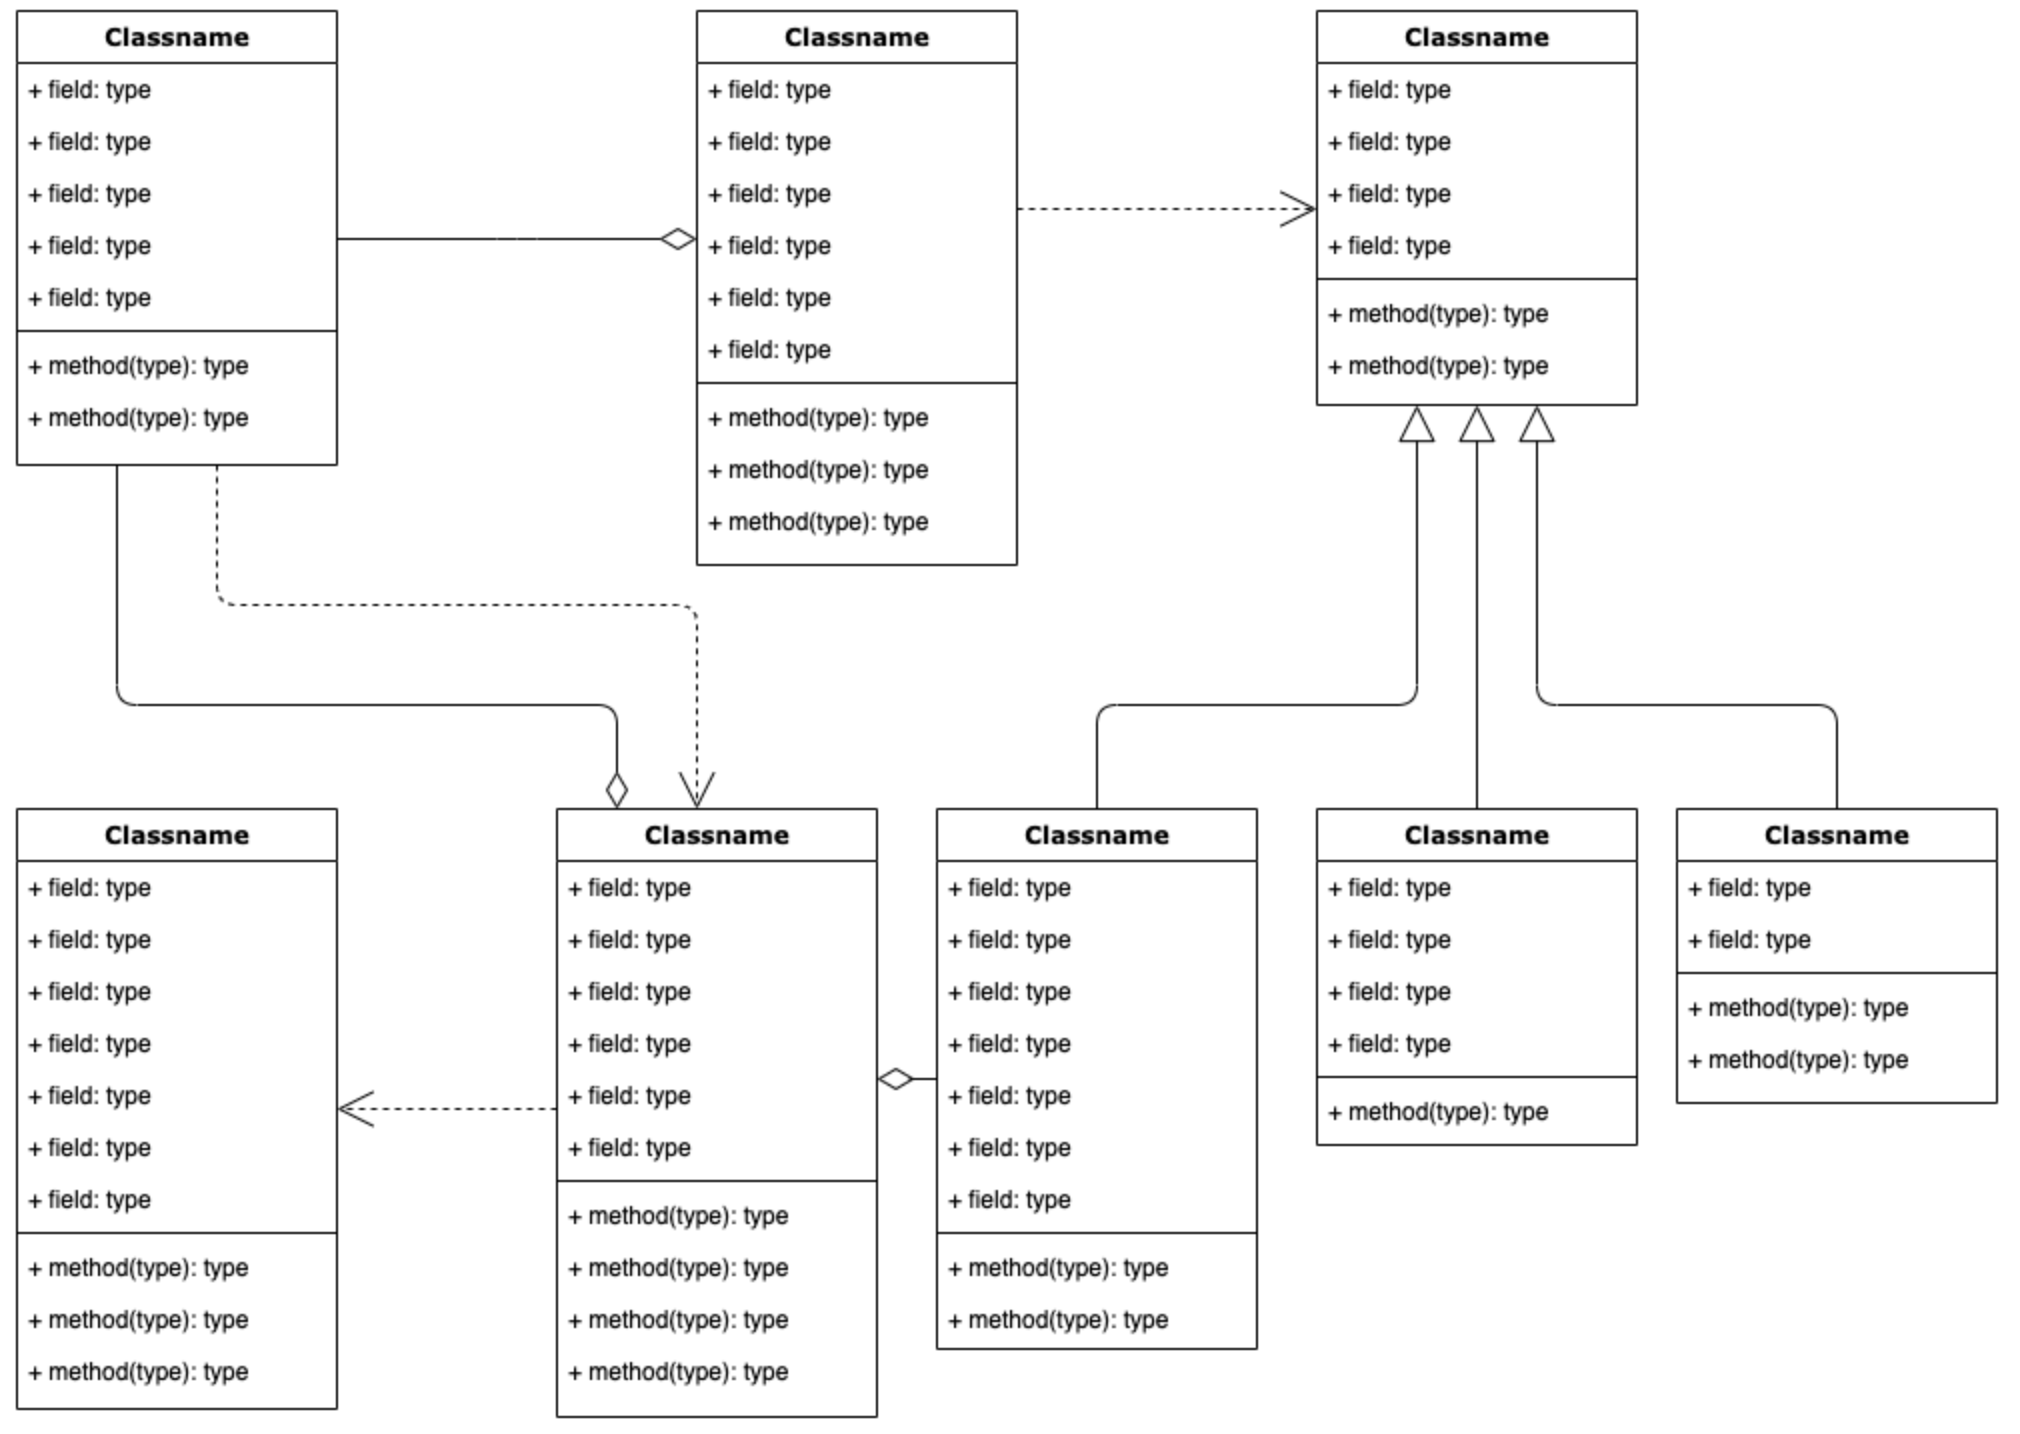 Classname
+ field: type
+ field: type
+ field: type
+ field: type
+ field: type
+ method(type): type
+ method(type): type
Classname
+ field: type
+ field: type
+ field: type
+ field: type
+ field: type
+ field: type
+ method(type): type
+ method(type): type
+ method(type): type
Classname
+ field: type
+ field: type
+ field: type
+ field: type
+ method(type): type
+ method(type): type
Classname
+ field: type
+ field: type
+ field: type
+ field: type
+ field: type
+ field: type
+ field: type
+ method(type): type
+ method(type): type
+ method(type): type
Classname
+ field: type
+ field: type
+ field: type
+ field: type
+ field: type
+ field: type
+ method(type): type
+ method(type): type
+ method(type): type
+ method(type): type
Classname
+ field: type
+ field: type
+ field: type
+ field: type
+ field: type
+ field: type
+ field: type
+ method(type): type
+ method(type): type
Classname
+ field: type
+ field: type
+ field: type
+ field: type
+ method(type): type
Classname
+ field: type
+ field: type
+ method(type): type
+ method(type): type